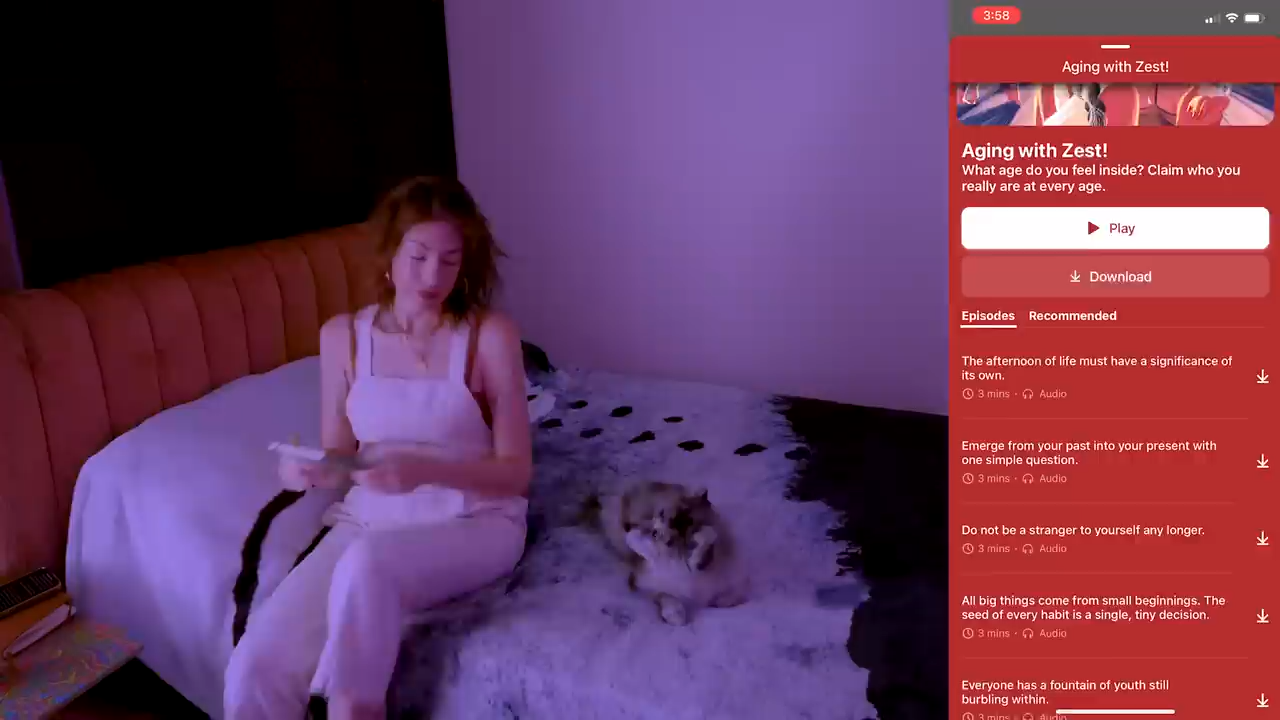 3:58
Aging with Zest!
Aging with Zest!
What age do you feel inside? Claim who you
really are at every age.
Play
Download
Episodes Recommended
The afternoon of life must have a significance of
its own.
3 mins · Audio
Emerge from your past into your present with
one simple question.
3 mins · Audio
Do not be a stranger to yourself any longer.
3 mins · Audio
All big things come from small beginnings. The
seed of every habit is a single, tiny decision.
3 mins · Audio
Everyone has a fountain of youth still
burbling within.
3 mins · Audio